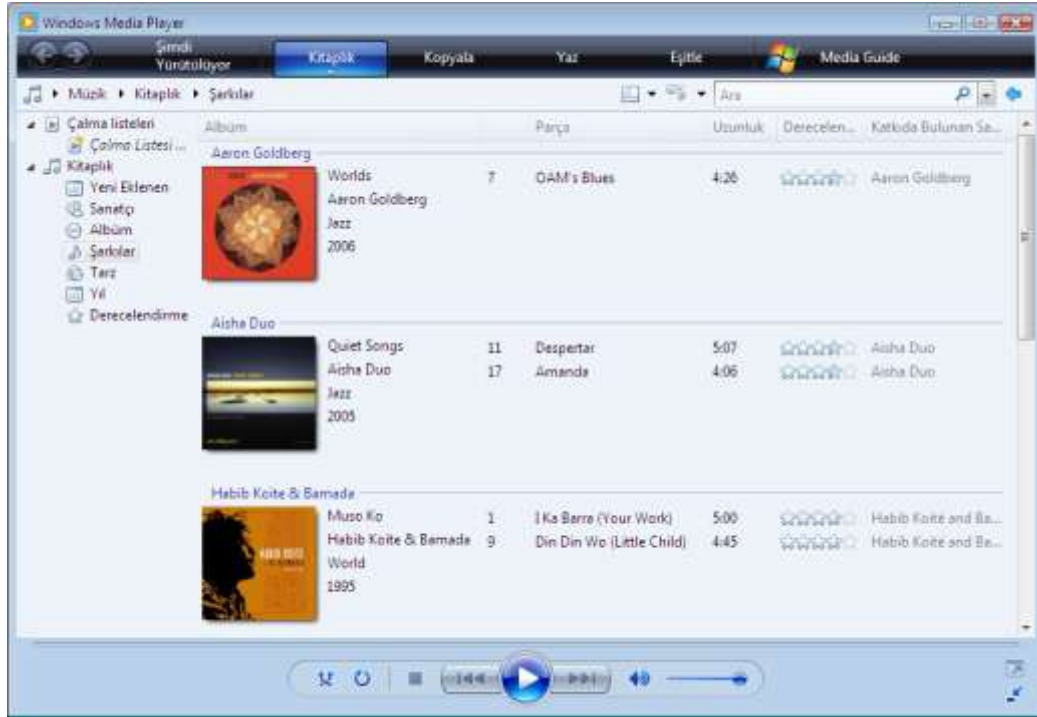 Windows Media Player
Şimdi Yürütülüyor
Kitaplık
Kopyala
Yaz
Eşitle
Media Guide
Müzik
Kitaplık
Şarkılar
Ara
Çalma listeleri
Çalma Listesi ...
Kitaplık
Yeni Eklenen
Sanatçı
Albüm
Şarkılar
Tarz
Yıl
Derecelendirme
Albüm Parça Uzunluk Derecelen... Katkıda Bulunan Sa...
Aaron Goldberg
Worlds 7 OAM's Blues 4:26 Aaron Goldberg
Aaron Goldberg
Jazz
2006
Aisha Duo
Quiet Songs 11 Despertar 5:07 Aisha Duo
Aisha Duo 17 Amanda 4:06 Aisha Duo
Jazz
2005
Habib Koite & Bamada
Muso Ko 1 I Ka Barra (Your Work) 5:00 Habib Koite and Ba...
Habib Koite & Bamada 9 Din Din Wo (Little Child) 4:45 Habib Koite and Ba...
World
1995